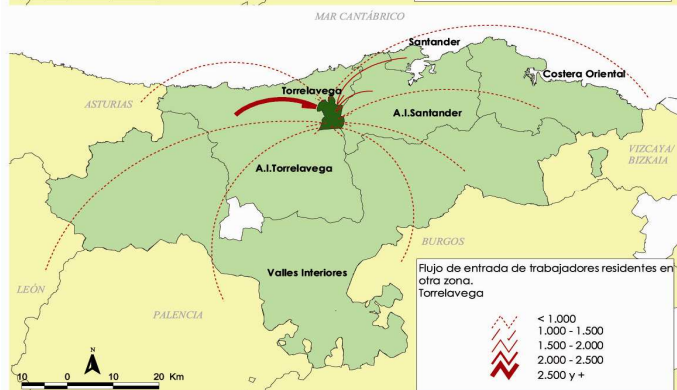 MAR CANTÁBRICO
Santander
Torrelavega
Costera Oriental
ASTURIAS
A.I.Santander
VIZCAYA/
BIZKAIA
A.I.Torrelavega
BURGOS
Valles Interiores
LEÓN
PALENCIA
Flujo de entrada de trabajadores residentes en
otra zona.
Torrelavega
< 1.000
1.000 - 1.500
1.500 - 2.000
2.000 - 2.500
2.500 y +
N
10 0 10 20 Km